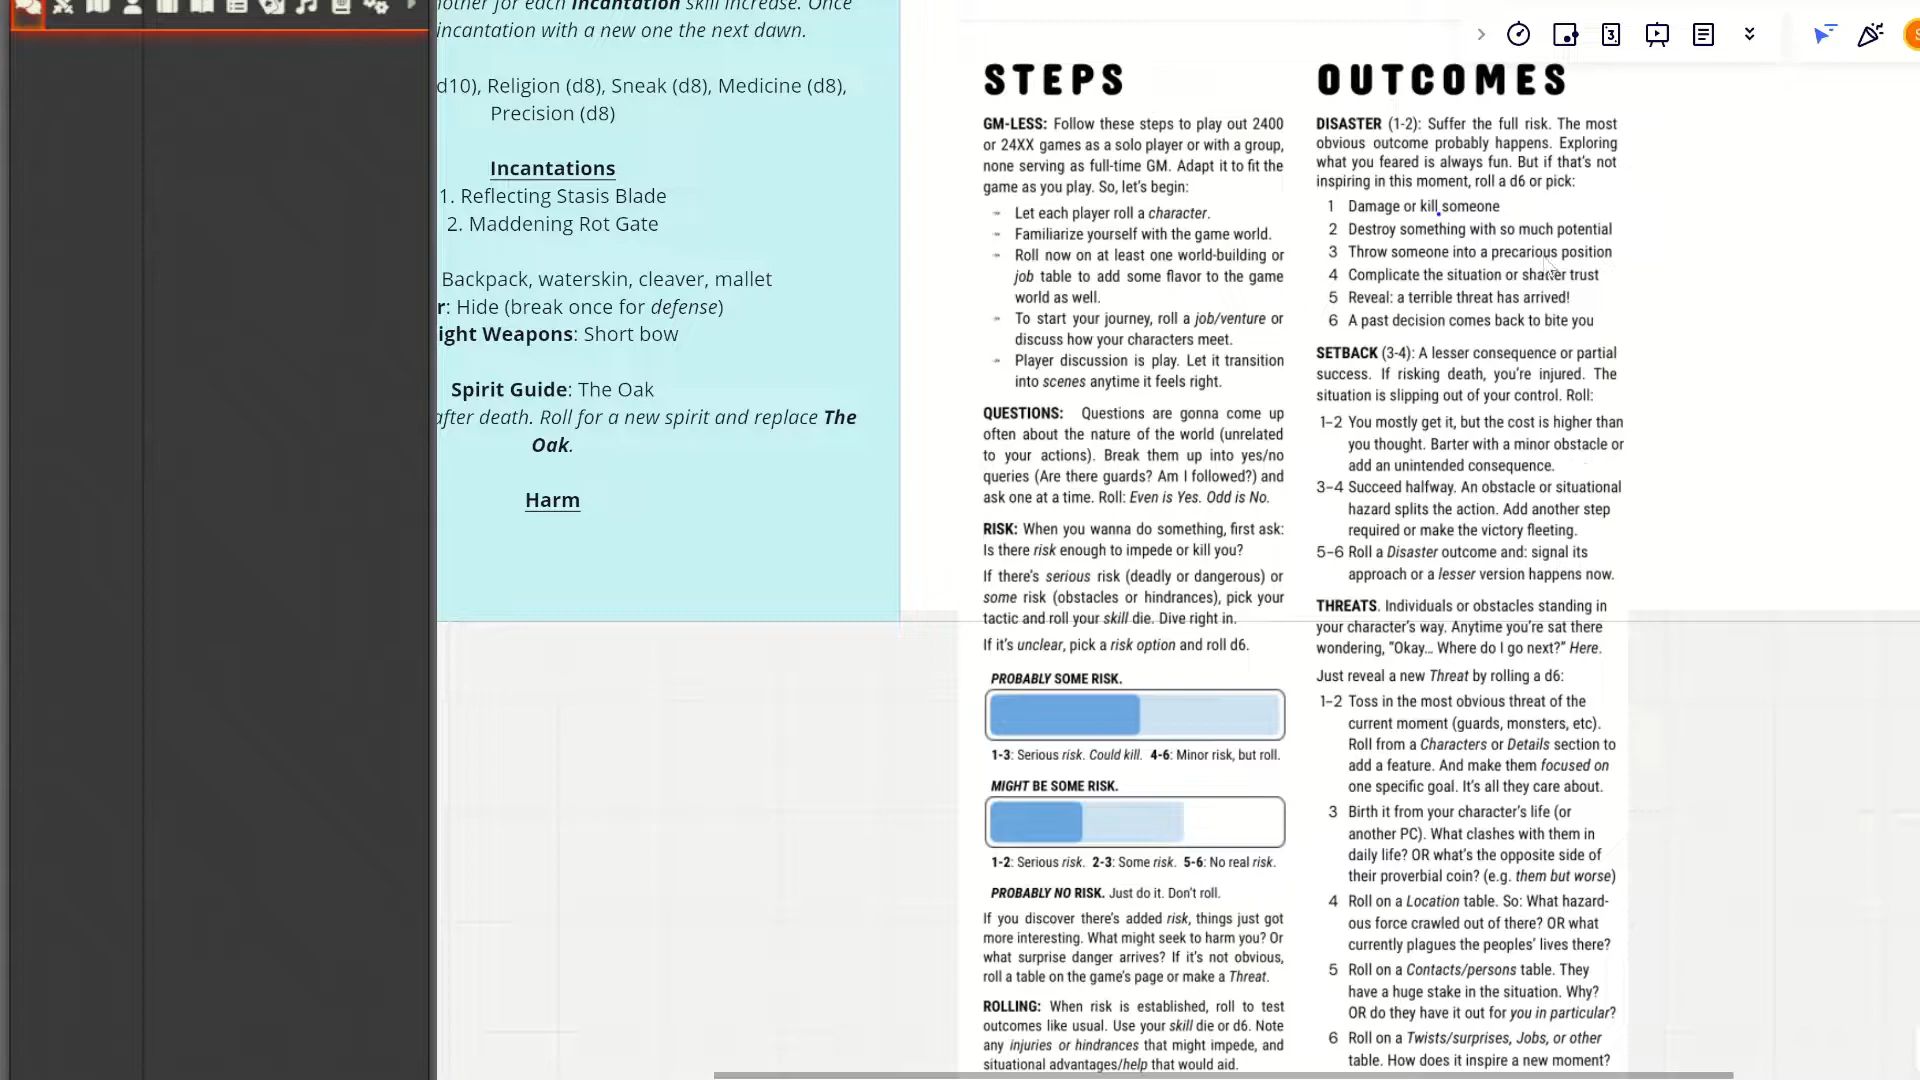 other for each Incantation skill increase. Once
incantation with a new one the next dawn.
d10), Religion (d8), Sneak (d8), Medicine (d8),
Precision (d8)
Incantations
1. Reflecting Stasis Blade
2. Maddening Rot Gate
Backpack, waterskin, cleaver, mallet
r: Hide (break once for defense)
ight Weapons: Short bow
Spirit Guide: The Oak
after death. Roll for a new spirit and replace The
Oak.
Harm
STEPS
GM-LESS: Follow these steps to play out 2400
or 24XX games as a solo player or with a group,
none serving as full-time GM. Adapt it to fit the
game as you play. So, let's begin:
Let each player roll a character.
Familiarize yourself with the game world.
Roll now on at least one world-building or
job table to add some flavor to the game
world as well.
To start your journey, roll a job/venture or
discuss how your characters meet.
Player discussion is play. Let it transition
into scenes anytime it feels right.
QUESTIONS: Questions are gonna come up
often about the nature of the world (unrelated
to your actions). Break them up into yes/no
queries (Are there guards? Am I followed?) and
ask one at a time. Roll: Even is Yes. Odd is No.
RISK: When you wanna do something, first ask:
Is there risk enough to impede or kill you?
If there's serious risk (deadly or dangerous) or
some risk (obstacles or hindrances), pick your
tactic and roll your skill die. Dive right in.
If it's unclear, pick a risk option and roll d6.
PROBABLY SOME RISK.
1-3: Serious risk. Could kill. 4-6: Minor risk, but roll.
MIGHT BE SOME RISK.
1-2: Serious risk. 2-3: Some risk. 5-6: No real risk.
PROBABLY NO RISK. Just do it. Don't roll.
If you discover there's added risk, things just got
more interesting. What might seek to harm you? Or
what surprise danger arrives? If it's not obvious,
roll a table on the game's page or make a Threat.
ROLLING: When risk is established, roll to test
outcomes like usual. Use your skill die or d6. Note
any injuries or hindrances that might impede, and
situational advantages/help that would aid.
OUTCOMES
DISASTER (1-2): Suffer the full risk. The most
obvious outcome probably happens. Exploring
what you feared is always fun. But if that's not
inspiring in this moment, roll a d6 or pick:
1 Damage or kill someone
2 Destroy something with so much potential
3 Throw someone into a precarious position
4 Complicate the situation or shatter trust
5 Reveal: a terrible threat has arrived!
6 A past decision comes back to bite you
SETBACK (3-4): A lesser consequence or partial
success. If risking death, you're injured. The
situation is slipping out of your control. Roll:
1–2 You mostly get it, but the cost is higher than
you thought. Barter with a minor obstacle or
add an unintended consequence.
3–4 Succeed halfway. An obstacle or situational
hazard splits the action. Add another step
required or make the victory fleeting.
5–6 Roll a Disaster outcome and: signal its
approach or a lesser version happens now.
THREATS. Individuals or obstacles standing in
your character's way. Anytime you're sat there
wondering, "Okay… Where do I go next?" Here.
Just reveal a new Threat by rolling a d6:
1–2 Toss in the most obvious threat of the
current moment (guards, monsters, etc).
Roll from a Characters or Details section to
add a feature. And make them focused on
one specific goal. It's all they care about.
3 Birth it from your character's life (or
another PC). What clashes with them in
daily life? OR what's the opposite side of
their proverbial coin? (e.g. them but worse)
4 Roll on a Location table. So: What hazard-
ous force crawled out of there? OR what
currently plagues the peoples' lives there?
5 Roll on a Contacts/persons table. They
have a huge stake in the situation. Why?
OR do they have it out for you in particular?
6 Roll on a Twists/surprises, Jobs, or other
table. How does it inspire a new moment?